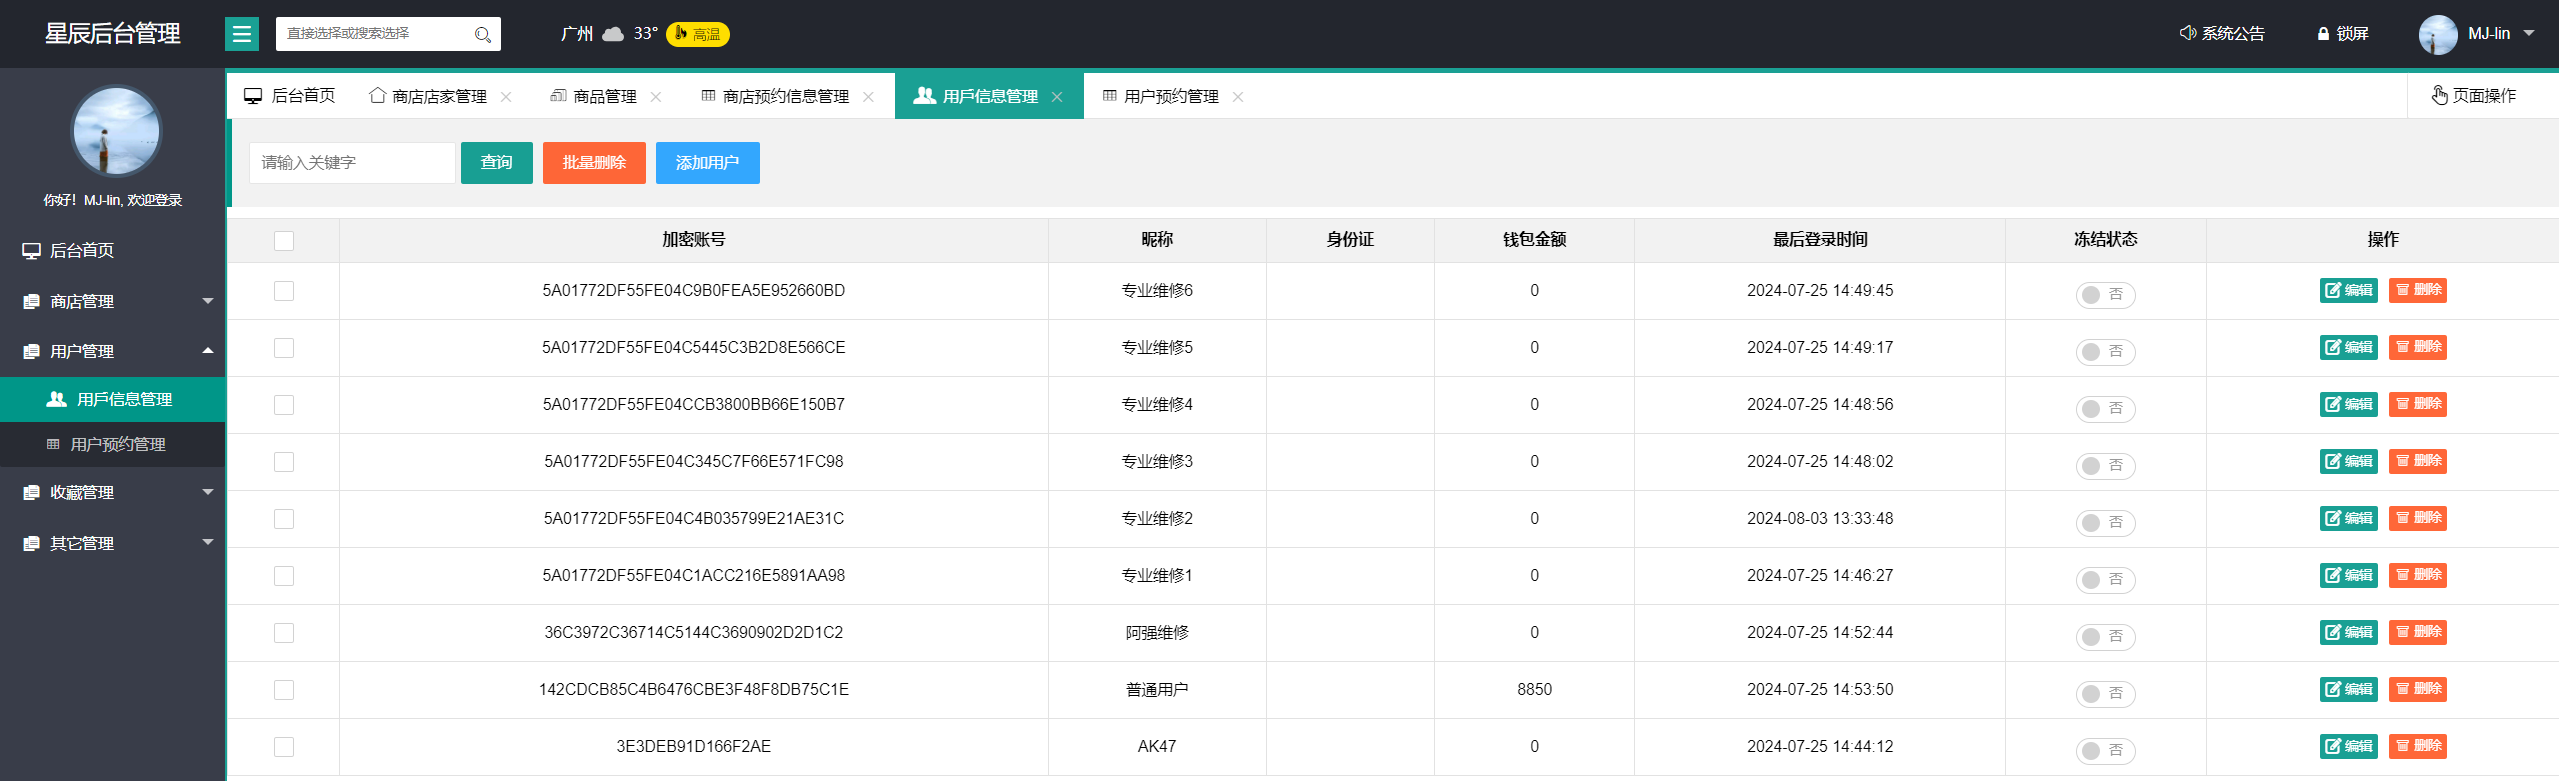 星辰后台管理
直接选择或搜索选择
广州 33° 高温
系统公告
锁屏
MJ-lin
你好！MJ-lin, 欢迎登录
后台首页
商店管理
用户管理
用戶信息管理
用户预约管理
收藏管理
其它管理
后台首页 商店店家管理 商品管理 商店预约信息管理 用戶信息管理 用户预约管理 页面操作
请输入关键字 查询 批量删除 添加用户
加密账号 昵称 身份证 钱包金额 最后登录时间 冻结状态 操作
5A01772DF55FE04C9B0FEA5E952660BD 专业维修6 0 2024-07-25 14:49:45 否 编辑 删除
5A01772DF55FE04C5445C3B2D8E566CE 专业维修5 0 2024-07-25 14:49:17 否 编辑 删除
5A01772DF55FE04CCB3800BB66E150B7 专业维修4 0 2024-07-25 14:48:56 否 编辑 删除
5A01772DF55FE04C345C7F66E571FC98 专业维修3 0 2024-07-25 14:48:02 否 编辑 删除
5A01772DF55FE04C4B035799E21AE31C 专业维修2 0 2024-08-03 13:33:48 否 编辑 删除
5A01772DF55FE04C1ACC216E5891AA98 专业维修1 0 2024-07-25 14:46:27 否 编辑 删除
36C3972C36714C5144C3690902D2D1C2 阿强维修 0 2024-07-25 14:52:44 否 编辑 删除
142CDCB85C4B6476CBE3F48F8DB75C1E 普通用户 8850 2024-07-25 14:53:50 否 编辑 删除
3E3DEB91D166F2AE AK47 0 2024-07-25 14:44:12 否 编辑 删除